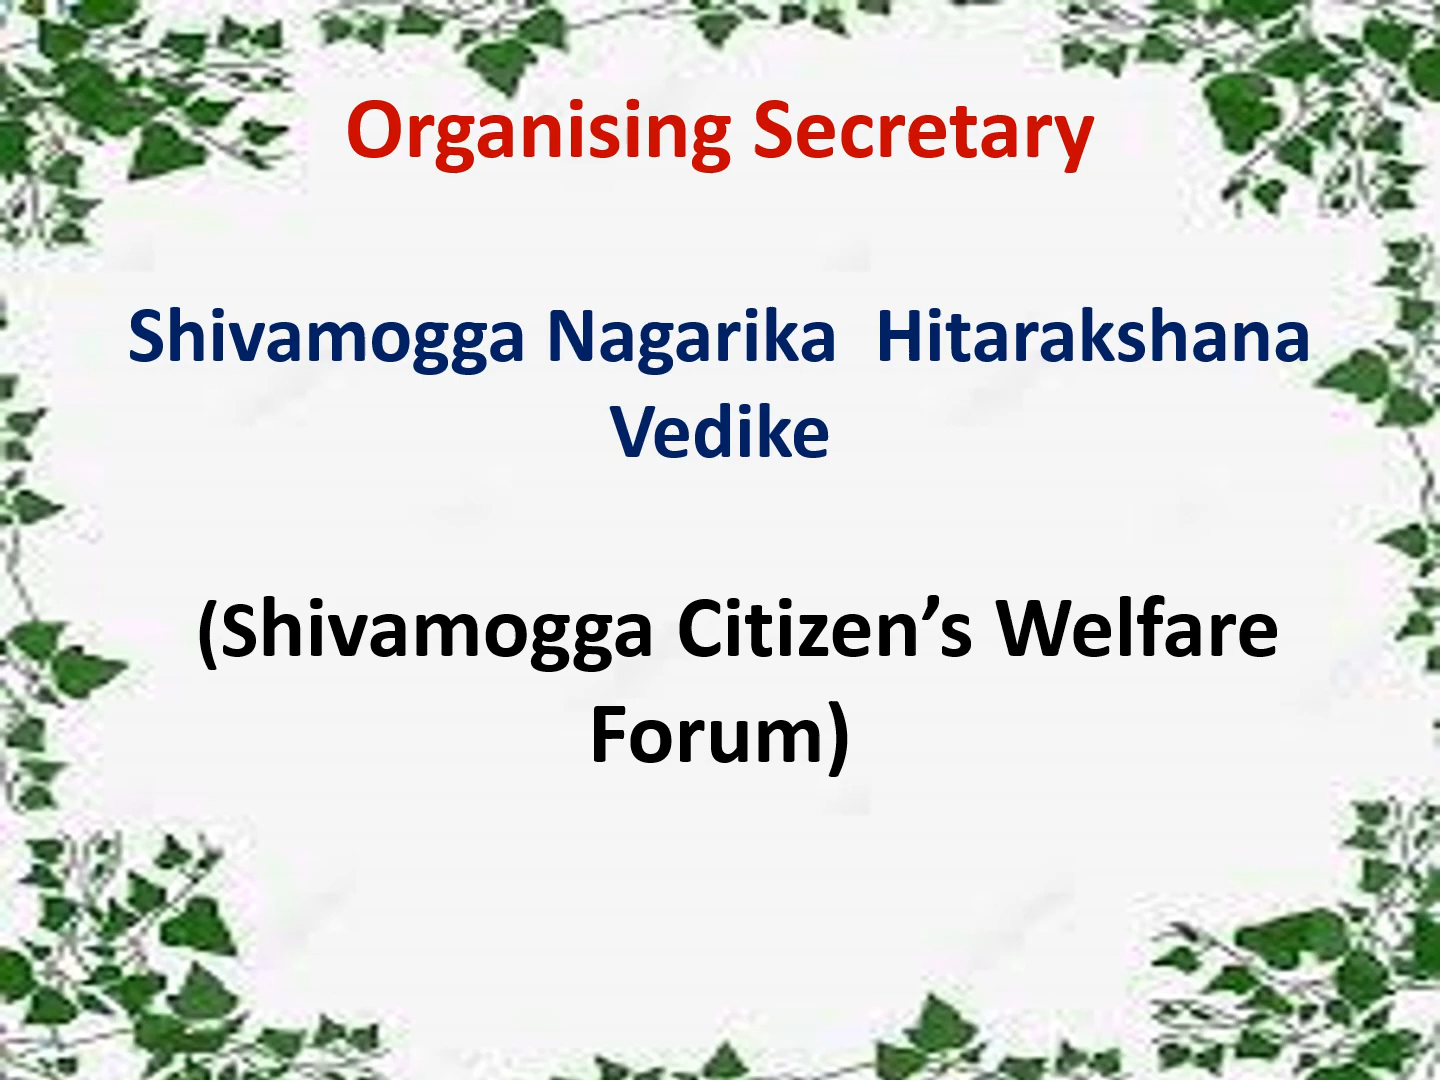 Organising Secretary
Shivamogga Nagarika  Hitarakshana
Vedike
(Shivamogga Citizen’s Welfare
Forum)